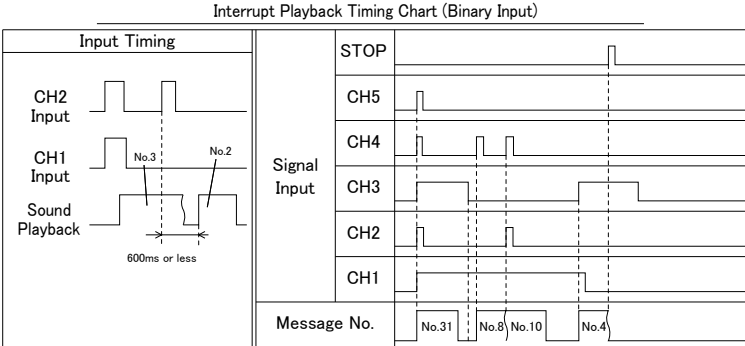 Interrupt Playback Timing Chart (Binary Input)
Input Timing
CH2
Input
CH1
Input
No.3
No.2
Sound
Playback
600ms or less
Signal
Input
STOP
CH5
CH4
CH3
CH2
CH1
Message No.
No.31
No.8
No.10
No.4